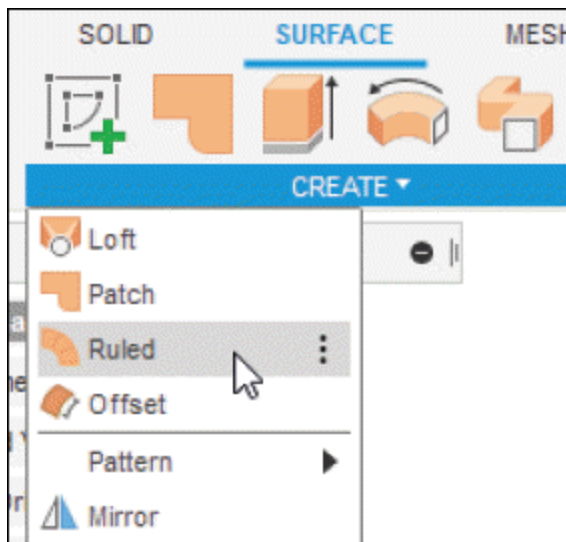 SOLID SURFACE MESH
CREATE
Loft
Patch
Ruled
Offset
Pattern
Mirror